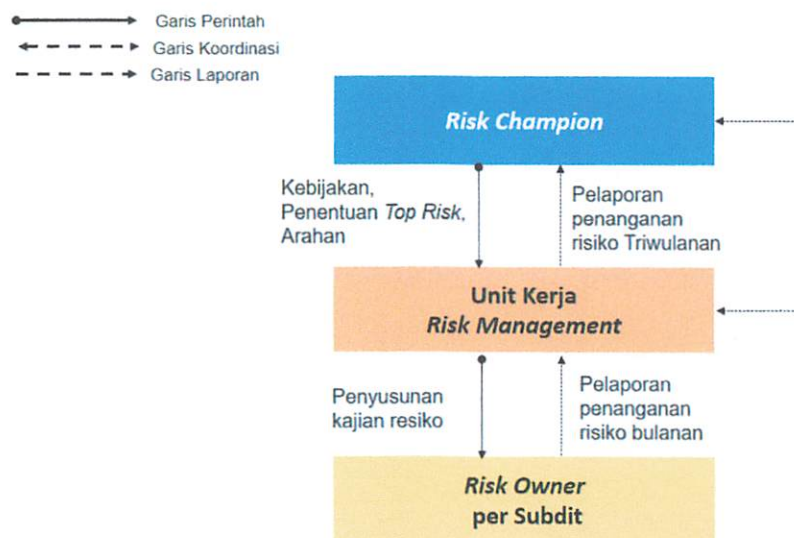 Garis Perintah
Garis Koordinasi
Garis Laporan
Risk Champion
Kebijakan,
Penentuan Top Risk,
Arahan
Pelaporan
penanganan
risiko Triwulanan
Unit Kerja
Risk Management
Penyusunan
kajian resiko
Pelaporan
penanganan
risiko bulanan
Risk Owner
per Subdit